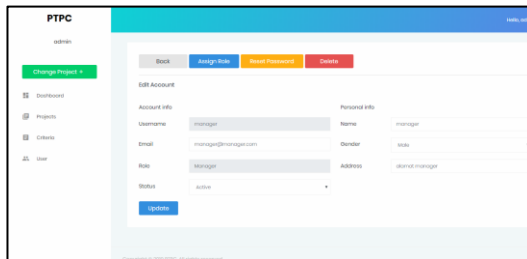 PTPC
Hello, ad
admin
Back Assign Role Reset Password Delete
Change Project +
Edit Account
Dashboard
Account info Personal info
Projects
Username manager Name manager
Criteria
Email manager@manager.com Gender Male
User
Role Manager Address alamat manager
Status Active
Update